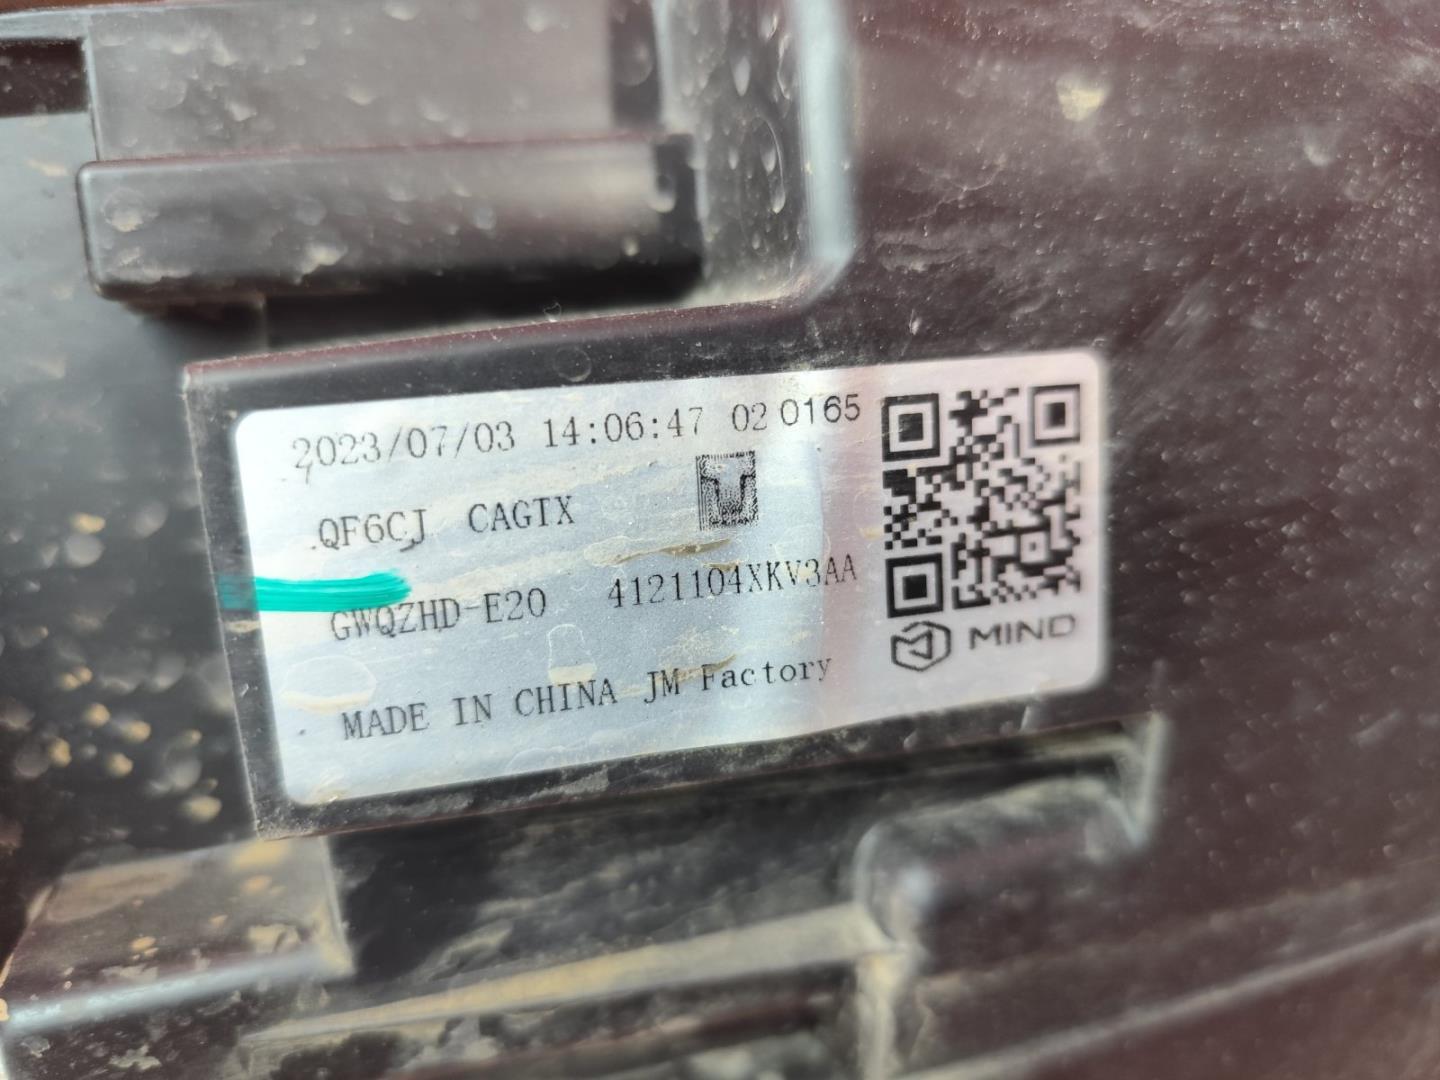 2023/07/03 14:06:47 02 0165
QF6CJ CAGTX
GWQZHD-E20 4121104XKV3AA
MIND
MADE IN CHINA JM Factory